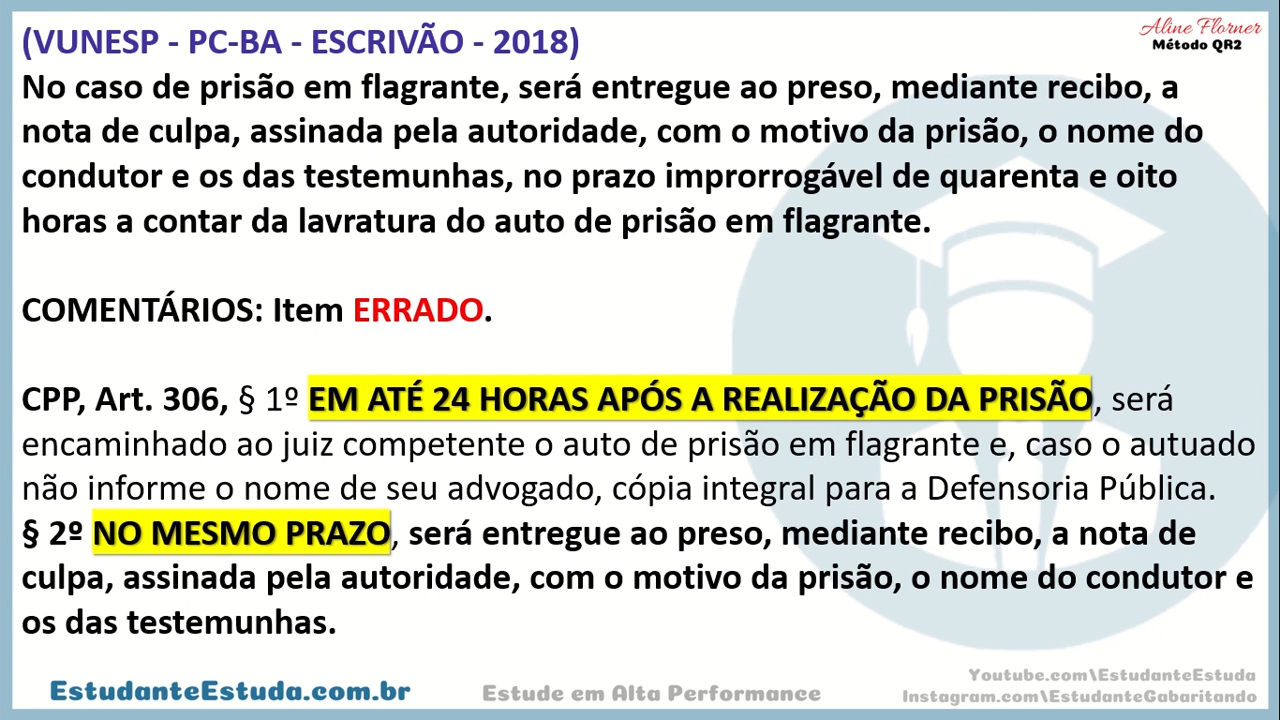 (VUNESP - PC-BA - ESCRIVÃO - 2018)
Aline Florner
Método QR2
No caso de prisão em flagrante, será entregue ao preso, mediante recibo, a
nota de culpa, assinada pela autoridade, com o motivo da prisão, o nome do
condutor e os das testemunhas, no prazo improrrogável de quarenta e oito
horas a contar da lavratura do auto de prisão em flagrante.
COMENTÁRIOS: Item ERRADO.
CPP, Art. 306, § 1º EM ATÉ 24 HORAS APÓS A REALIZAÇÃO DA PRISÃO, será
encaminhado ao juiz competente o auto de prisão em flagrante e, caso o autuado
não informe o nome de seu advogado, cópia integral para a Defensoria Pública.
§ 2º NO MESMO PRAZO, será entregue ao preso, mediante recibo, a nota de
culpa, assinada pela autoridade, com o motivo da prisão, o nome do condutor e
os das testemunhas.
EstudanteEstuda.com.br
Estude em Alta Performance
Youtube.com\EstudanteEstuda
Instagram.com\EstudanteGabaritando